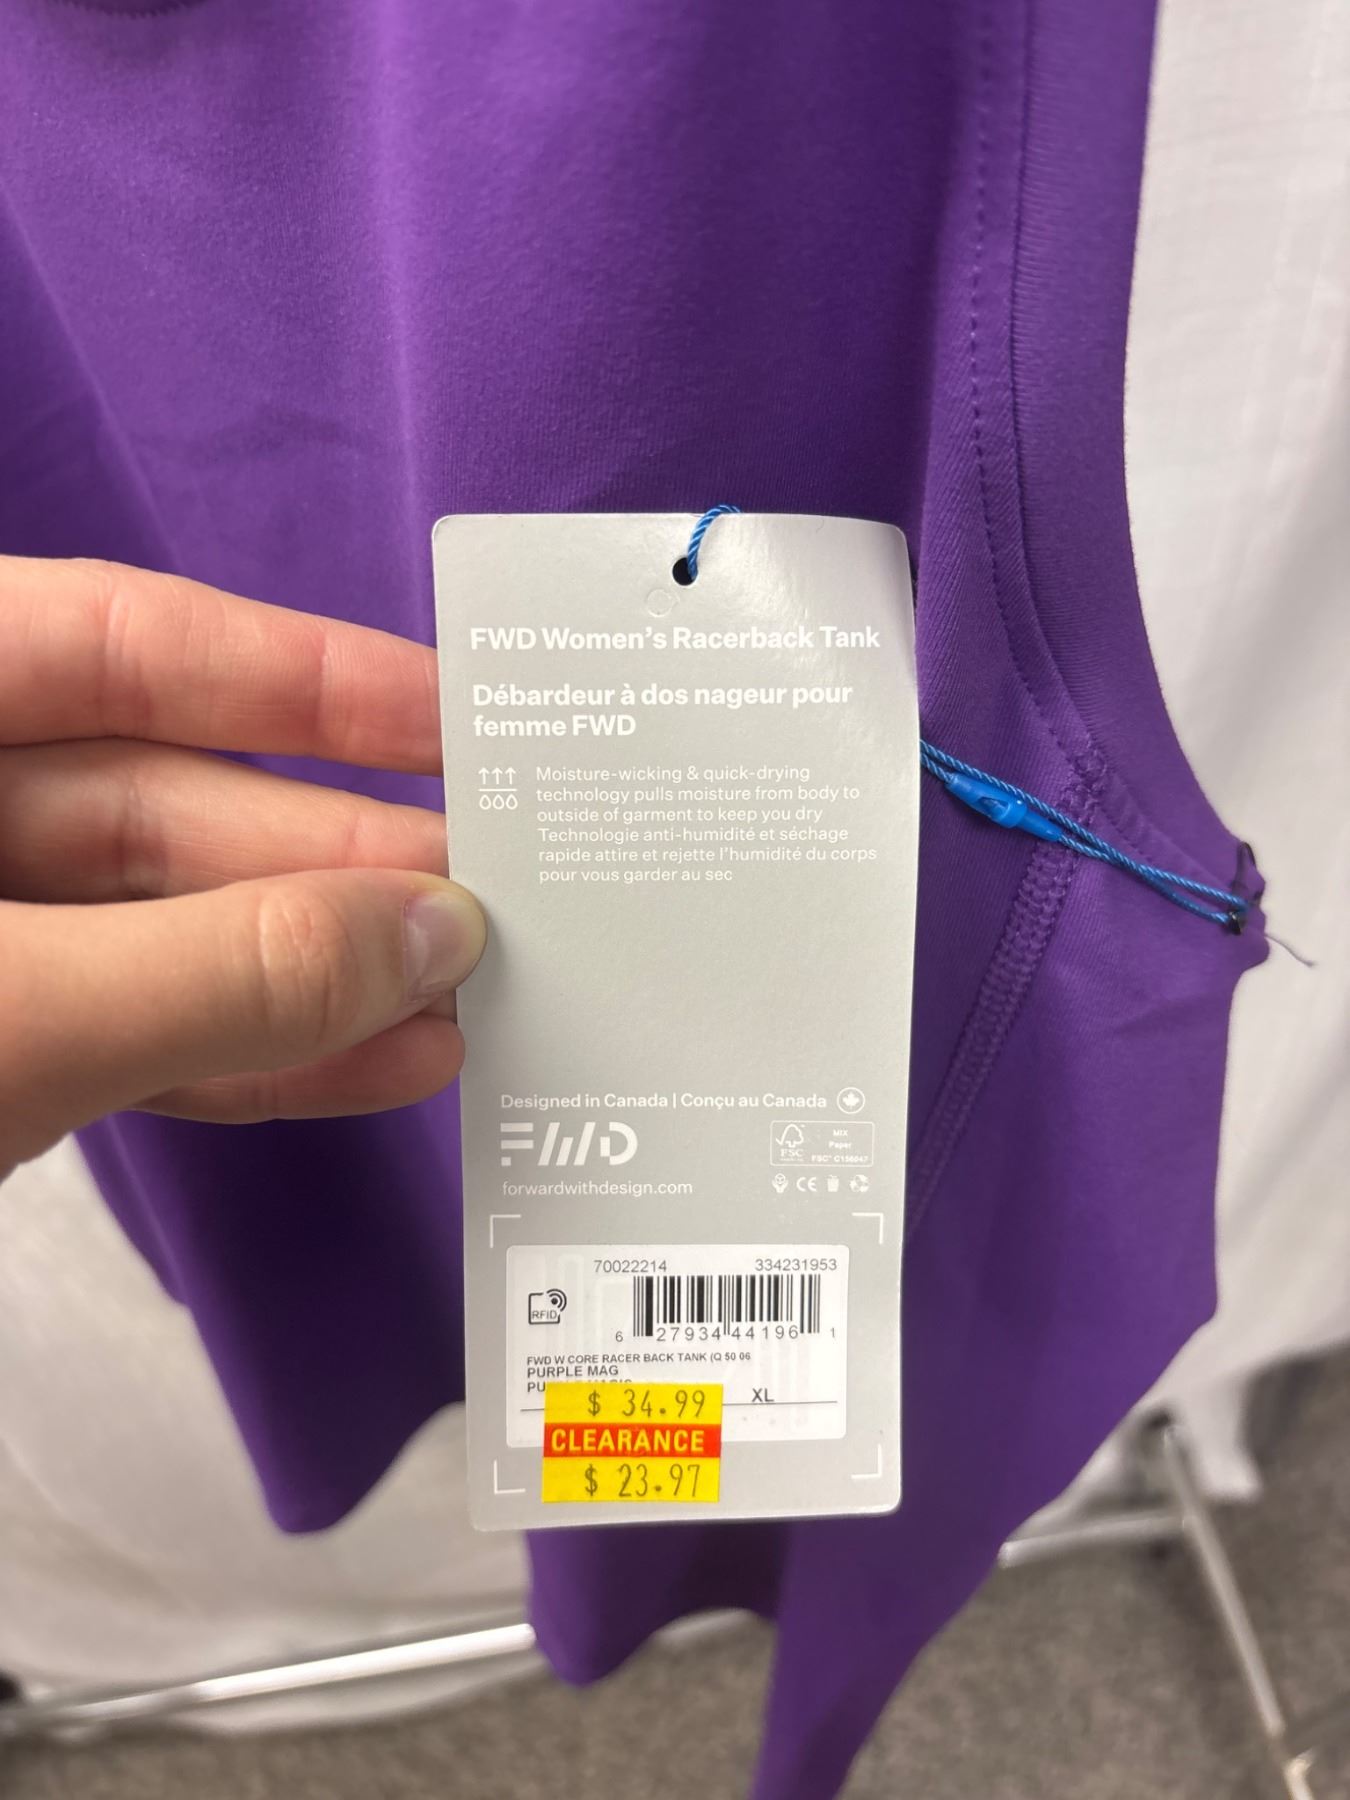 FWD Women's Racerback Tank
Débardeur à dos nageur pour
femme FWD
Moisture-wicking & quick-drying
technology pulls moisture from body to
outside of garment to keep you dry
Technologie anti-humidité et séchage
rapide attire et rejette l'humidité du corps
pour vous garder au sec
Designed in Canada | Conçu au Canada
FWD
FSC
MIX
Paper
FSC® C156047
forwardwithdesign.com
CE
70022214 334231953
RFID
6 27934 44196 1
FWD W CORE RACER BACK TANK (Q 50 06
PURPLE MAG
XL
$ 34.99
CLEARANCE
$ 23.97